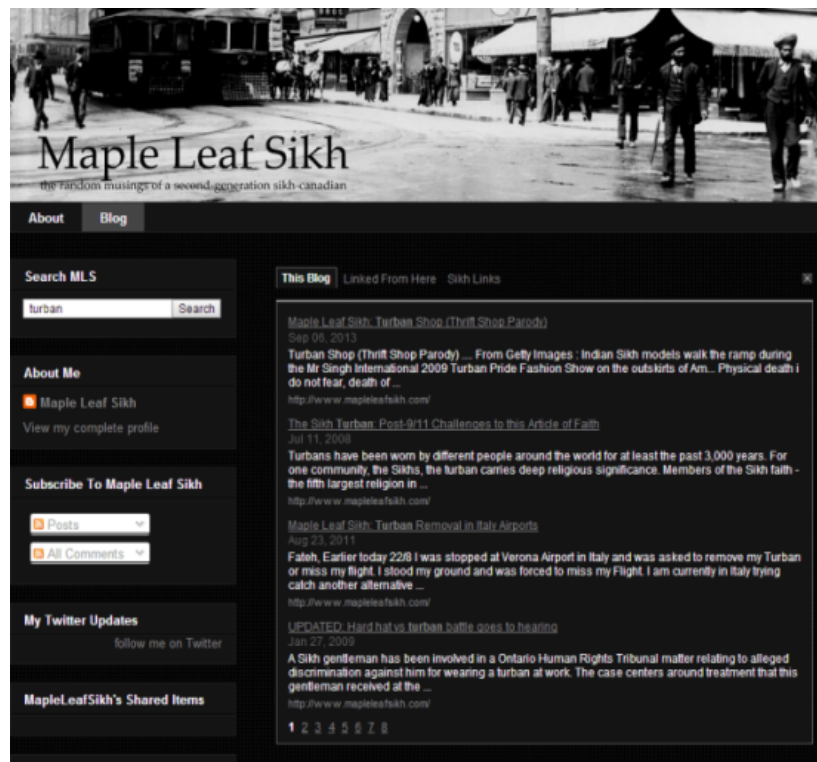 Maple Leaf Sikh
the random musings of a second-generation sikh-canadian
About Blog
Search MLS
turban Search
About Me
Maple Leaf Sikh
View my complete profile
Subscribe To Maple Leaf Sikh
Posts
All Comments
My Twitter Updates
follow me on Twitter
MapleLeafSikh's Shared Items
This Blog Linked From Here Sikh Links
Maple Leaf Sikh: Turban Shop (Thrift Shop Parody)
Sep 06, 2013
Turban Shop (Thrift Shop Parody) .... From Getty Images : Indian Sikh models walk the ramp during
the Mr Singh International 2009 Turban Pride Fashion Show on the outskirts of Am... Physical death i
do not fear, death of ...
http://www.mapleleafsikh.com/
The Sikh Turban: Post-9/11 Challenges to this Article of Faith
Jul 11, 2008
Turbans have been worn by different people around the world for at least the past 3,000 years. For
one community, the Sikhs, the turban carries deep religious significance. Members of the Sikh faith -
the fifth largest religion in ...
http://www.mapleleafsikh.com/
Maple Leaf Sikh: Turban Removal in Italy Airports
Aug 23, 2011
Fateh, Earlier today 22/8 I was stopped at Verona Airport in Italy and was asked to remove my Turban
or miss my flight. I stood my ground and was forced to miss my Flight. I am currently in Italy trying
catch another alternative ...
http://www.mapleleafsikh.com/
UPDATED: Hard hat vs turban battle goes to hearing
Jan 27, 2009
A Sikh gentleman has been involved in a Ontario Human Rights Tribunal matter relating to alleged
discrimination against him for wearing a turban at work. The case centers around treatment that this
gentleman received at the ...
http://www.mapleleafsikh.com/
1 2 3 4 5 6 7 8